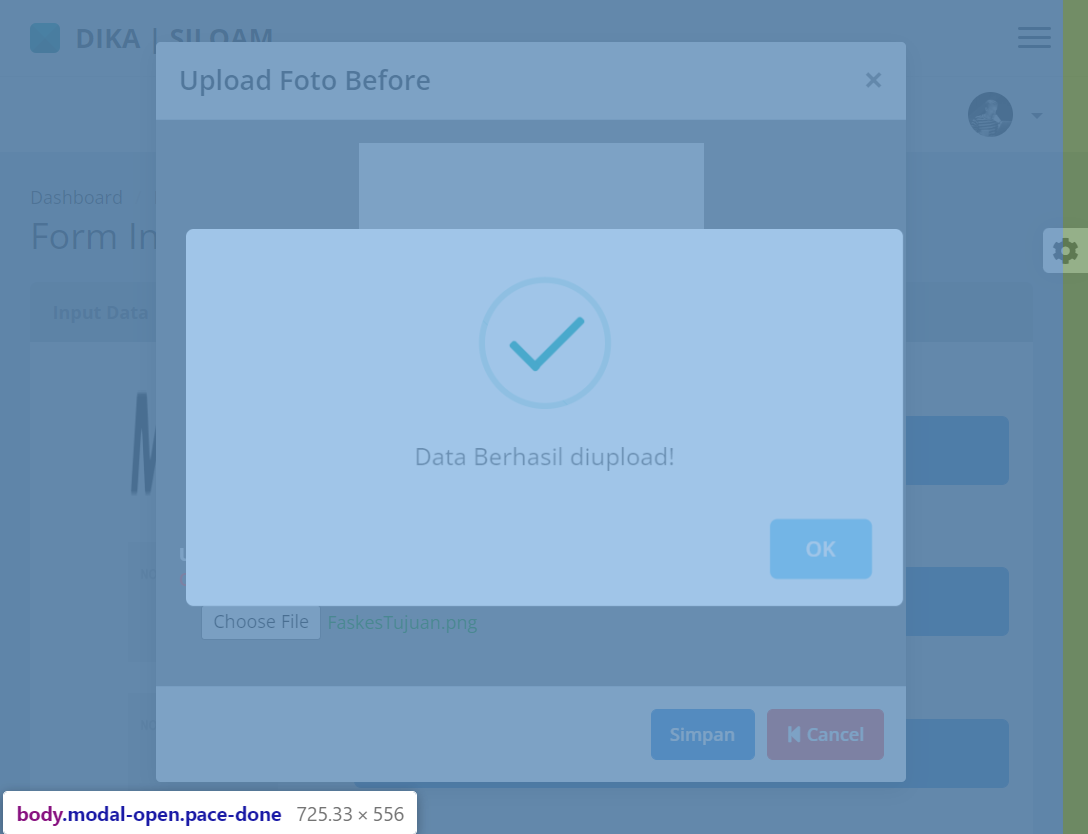 DIKA | SILOAM
Upload Foto Before
×
Dashboard
Form In
Input Data
Data Berhasil diupload!
OK
Choose File FaskesTujuan.png
Simpan
Cancel
body.modal-open.pace-done 725.33 × 556